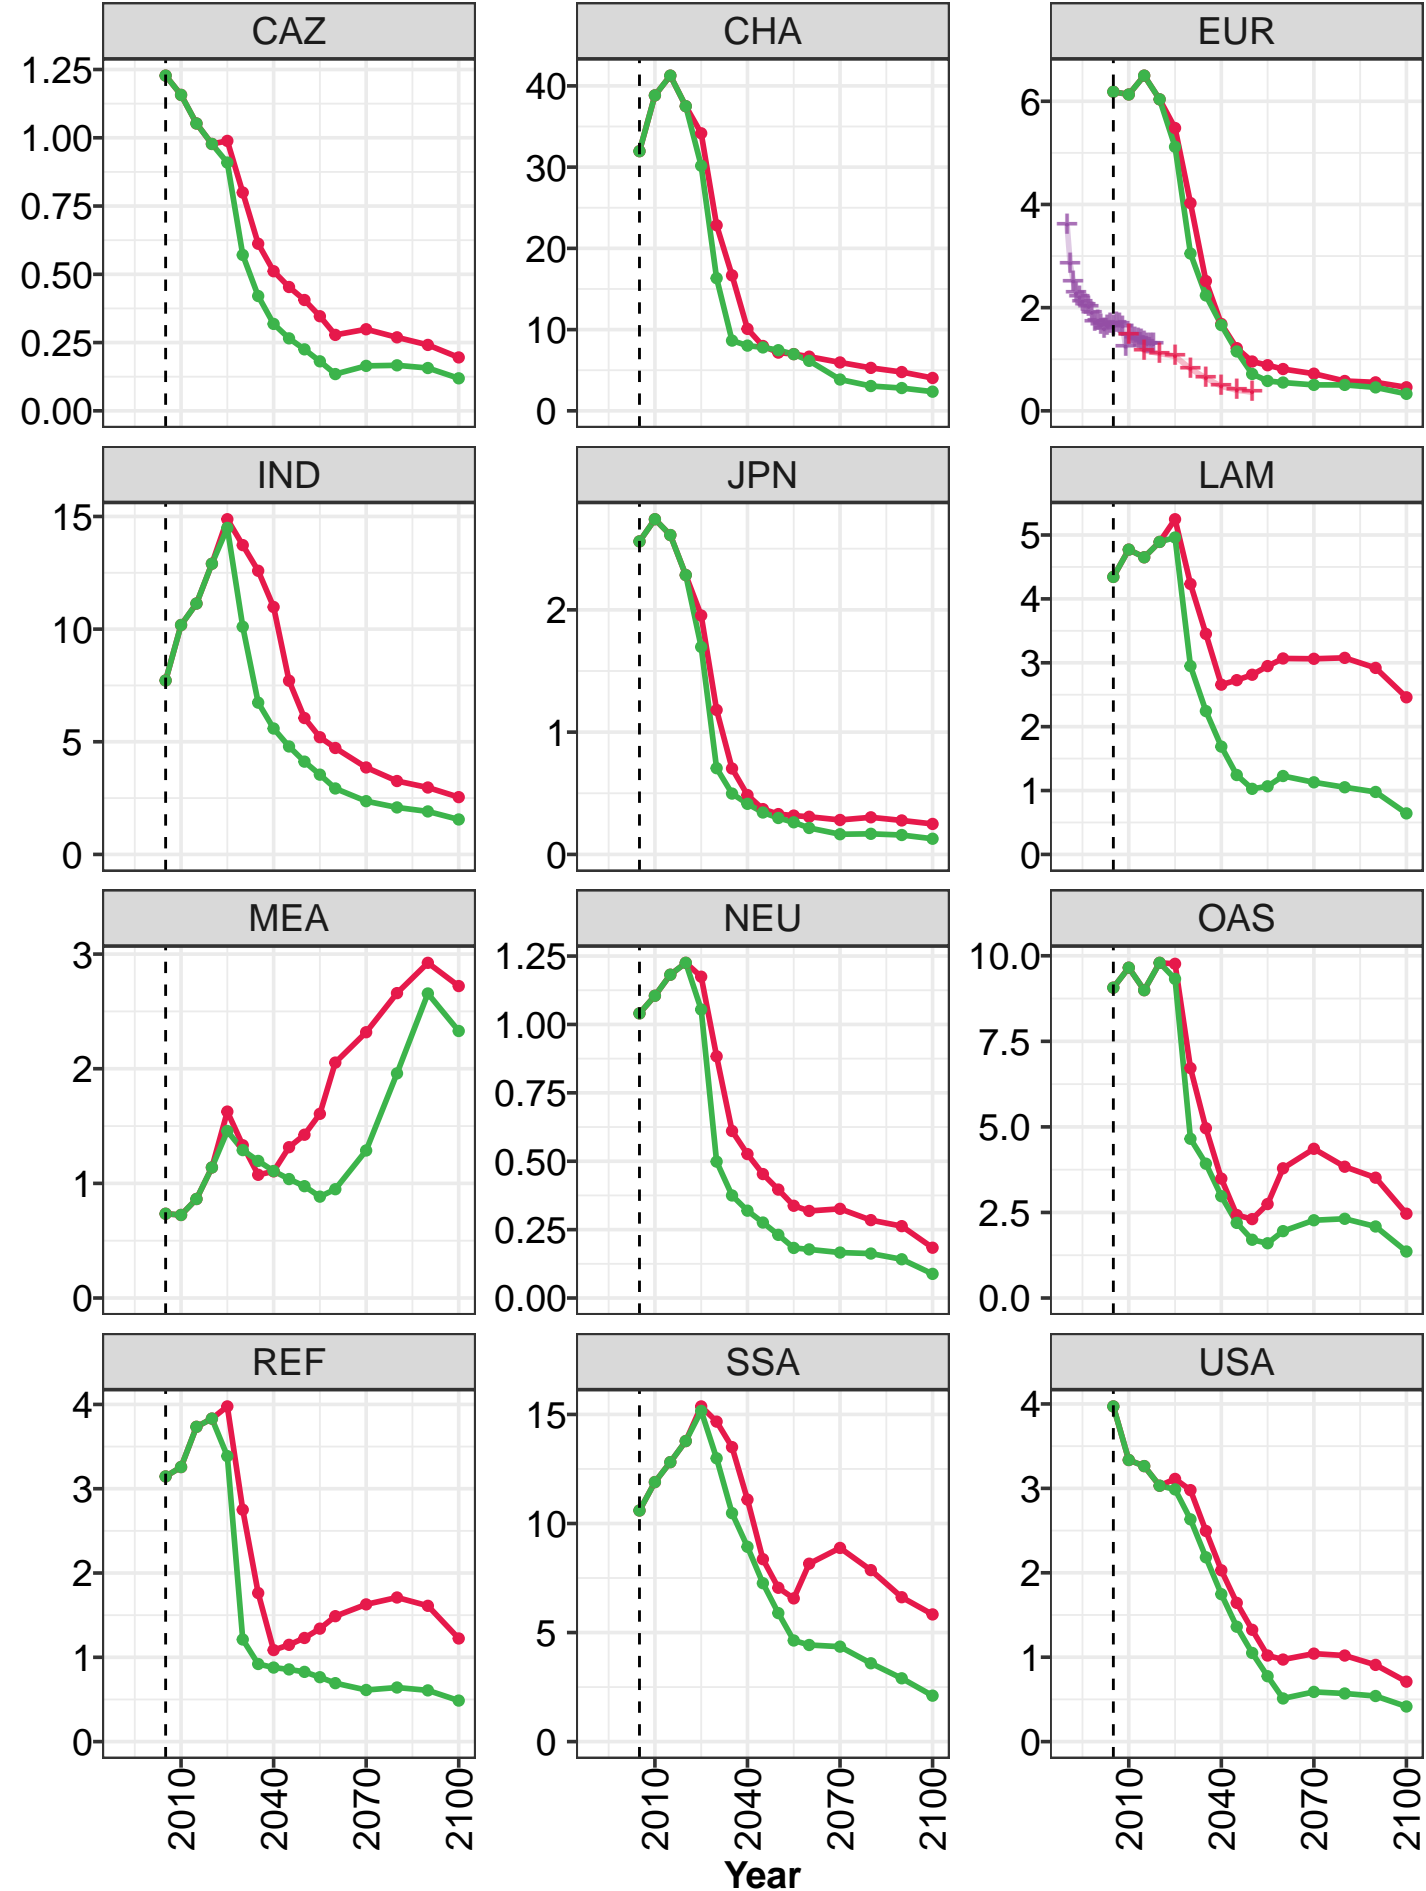 CAZ CHA EUR
1.25 40 6
1.00 30 4
0.75 20 2
0.50 10 0
0.25 0
0.00
IND JPN LAM
15 2 5
10 1 4
5 0 3
0 2
1
0
MEA NEU OAS
3 1.25 10.0
2 1.00 7.5
1 0.75 5.0
0 0.50 2.5
0.25 0.0
0.00
REF SSA USA
4 15 4
3 10 3
2 5 2
1 0 1
0 0
2010 2040 2070 2100 2010 2040 2070 2100 2010 2040 2070 2100
Year